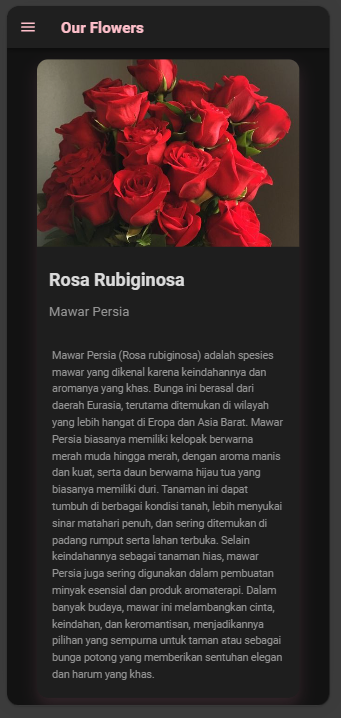 Our Flowers
Rosa Rubiginosa
Mawar Persia
Mawar Persia (Rosa rubiginosa) adalah spesies
mawar yang dikenal karena keindahannya dan
aromanya yang khas. Bunga ini berasal dari
daerah Eurasia, terutama ditemukan di wilayah
yang lebih hangat di Eropa dan Asia Barat. Mawar
Persia biasanya memiliki kelopak berwarna
merah muda hingga merah, dengan aroma manis
dan kuat, serta daun berwarna hijau tua yang
biasanya memiliki duri. Tanaman ini dapat
tumbuh di berbagai kondisi tanah, lebih menyukai
sinar matahari penuh, dan sering ditemukan di
padang rumput serta lahan terbuka. Selain
keindahannya sebagai tanaman hias, mawar
Persia juga sering digunakan dalam pembuatan
minyak esensial dan produk aromaterapi. Dalam
banyak budaya, mawar ini melambangkan cinta,
keindahan, dan keromantisan, menjadikannya
pilihan yang sempurna untuk taman atau sebagai
bunga potong yang memberikan sentuhan elegan
dan harum yang khas.